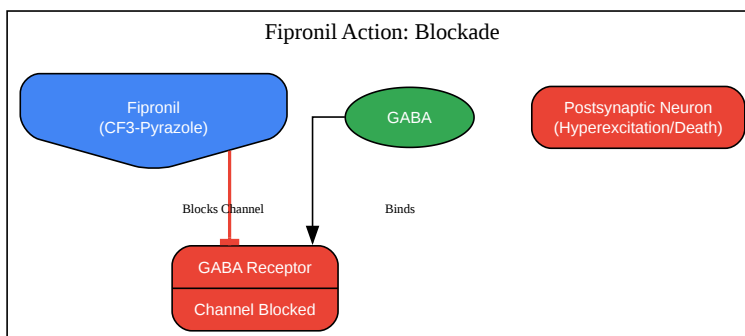 Fipronil Action: Blockade
Fipronil
(CF3-Pyrazole)
GABA
Postsynaptic Neuron
(Hyperexcitation/Death)
Blocks Channel
Binds
GABA Receptor
Channel Blocked